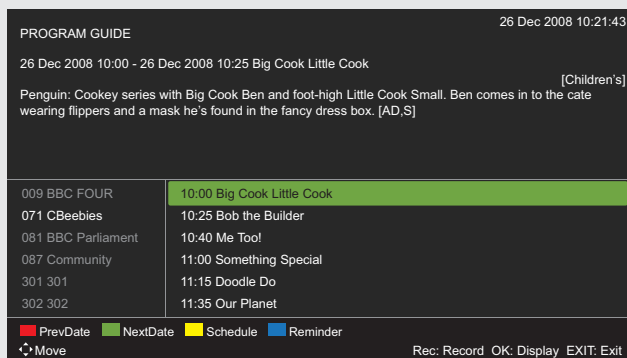 26 Dec 2008 10:21:43
PROGRAM GUIDE
26 Dec 2008 10:00 - 26 Dec 2008 10:25 Big Cook Little Cook
[Children's]
Penguin: Cookey series with Big Cook Ben and foot-high Little Cook Small. Ben comes in to the cate
wearing flippers and a mask he's found in the fancy dress box. [AD,S]
009 BBC FOUR 10:00 Big Cook Little Cook
071 CBeebies 10:25 Bob the Builder
081 BBC Parliament 10:40 Me Too!
087 Community 11:00 Something Special
301 301 11:15 Doodle Do
302 302 11:35 Our Planet
PrevDate NextDate Schedule Reminder
Move Rec: Record OK: Display EXIT: Exit